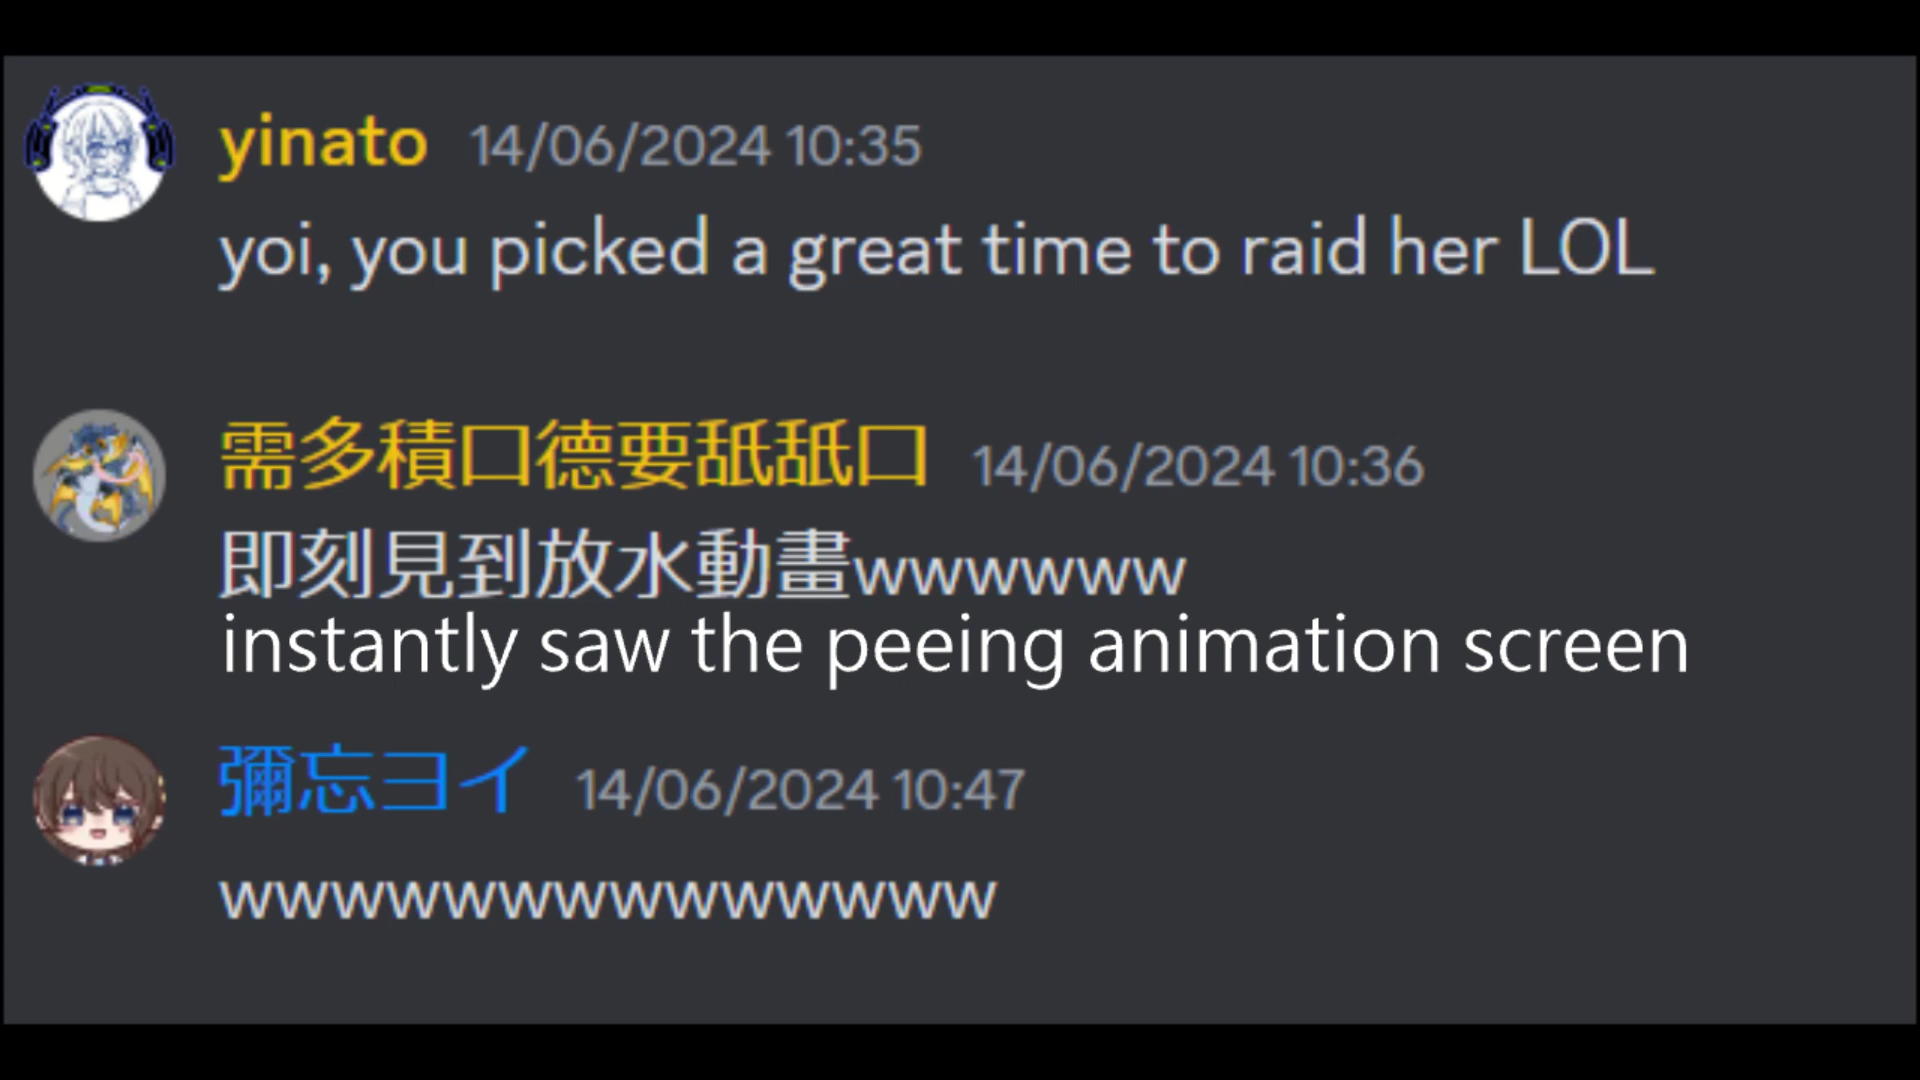 yinato 14/06/2024 10:35
yoi, you picked a great time to raid her LOL
需多積口德要舐舐口 14/06/2024 10:36
即刻見到放水動畫wwwwww
instantly saw the peeing animation screen
彌忘ヨイ 14/06/2024 10:47
wwwwwwwwwwwwww